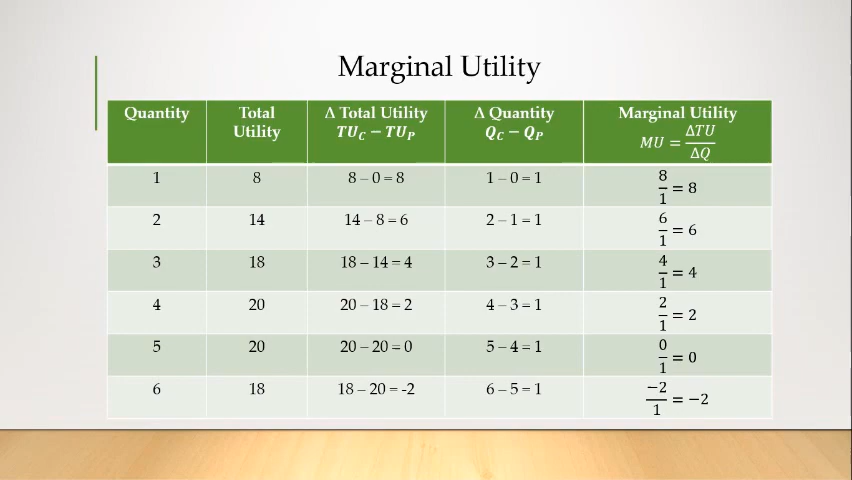 Marginal Utility
Quantity
Total
Utility
Δ Total Utility
TU_C − TU_P
Δ Quantity
Q_C − Q_P
Marginal Utility
MU = ΔTU/ΔQ
1
8
8 – 0 = 8
1 – 0 = 1
8/1 = 8
2
14
14 – 8 = 6
2 – 1 = 1
6/1 = 6
3
18
18 – 14 = 4
3 – 2 = 1
4/1 = 4
4
20
20 – 18 = 2
4 – 3 = 1
2/1 = 2
5
20
20 – 20 = 0
5 – 4 = 1
0/1 = 0
6
18
18 – 20 = -2
6 – 5 = 1
−2/1 = −2